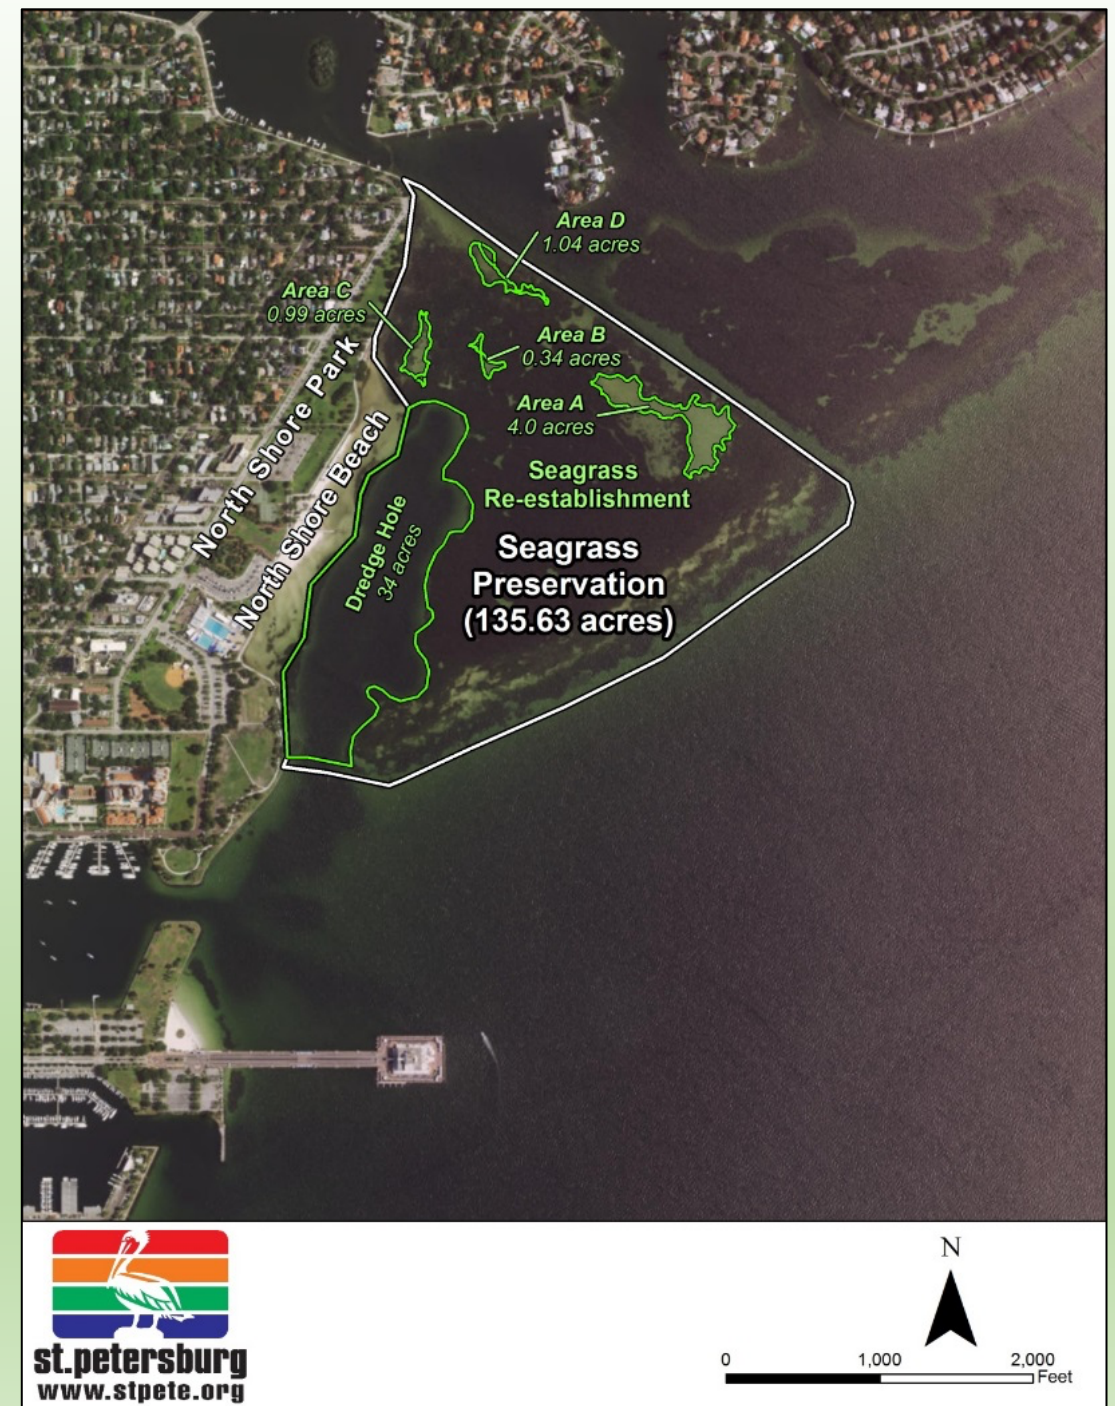 Area D
1.04 acres
Area C
0.99 acres
Area B
0.34 acres
Area A
4.0 acres
North Shore Park
North Shore Beach
Dredge Hole
34 acres
Seagrass
Re-establishment
Seagrass
Preservation
(135.63 acres)
st.petersburg
www.stpete.org
N
0 1,000 2,000
Feet